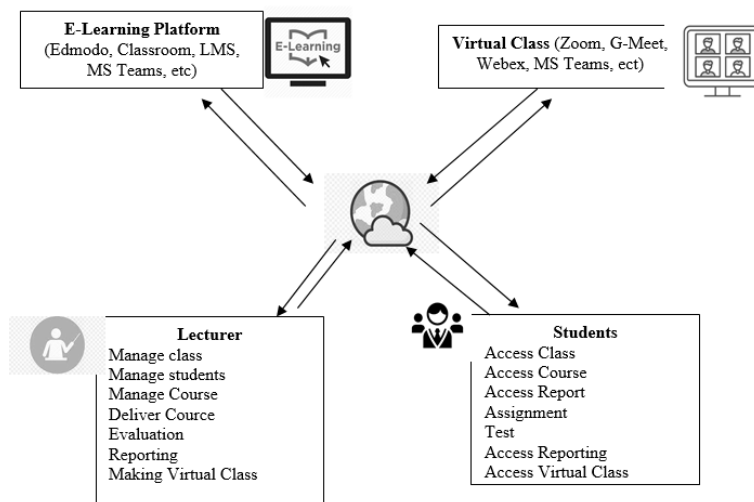 E-Learning Platform
(Edmodo, Classroom, LMS,
MS Teams, etc)
E-Learning
Virtual Class (Zoom, G-Meet,
Webex, MS Teams, ect)
Lecturer
Manage class
Manage students
Manage Course
Deliver Cource
Evaluation
Reporting
Making Virtual Class
Students
Access Class
Access Course
Access Report
Assignment
Test
Access Reporting
Access Virtual Class